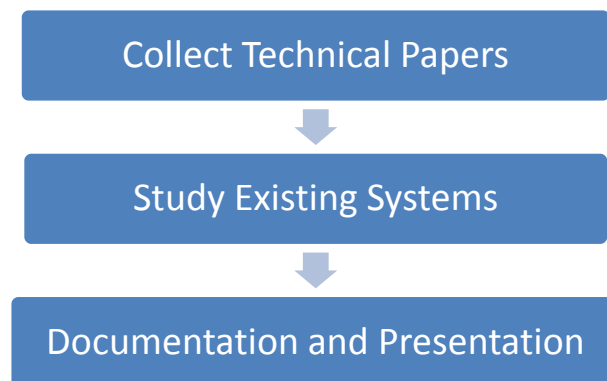 Collect Technical Papers
Study Existing Systems
Documentation and Presentation